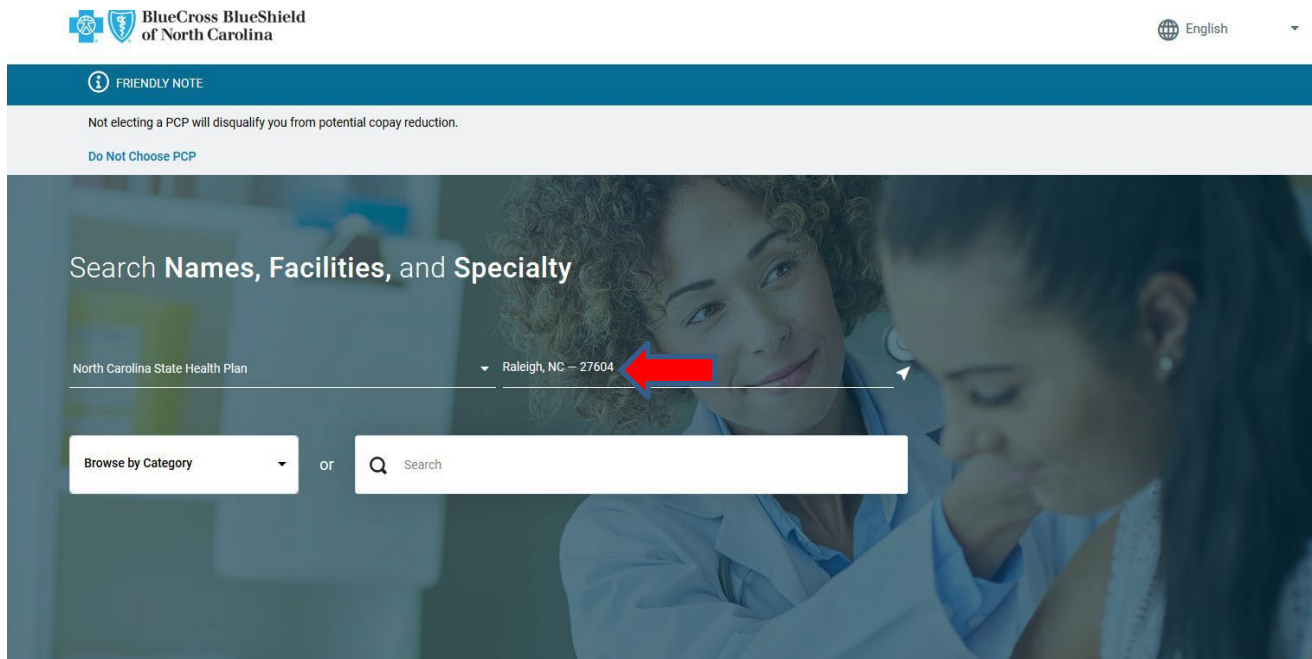 BlueCross BlueShield
of North Carolina
English
FRIENDLY NOTE
Not electing a PCP will disqualify you from potential copay reduction.
Do Not Choose PCP
Search Names, Facilities, and Specialty
North Carolina State Health Plan
Raleigh, NC — 27604
Browse by Category
or
Search